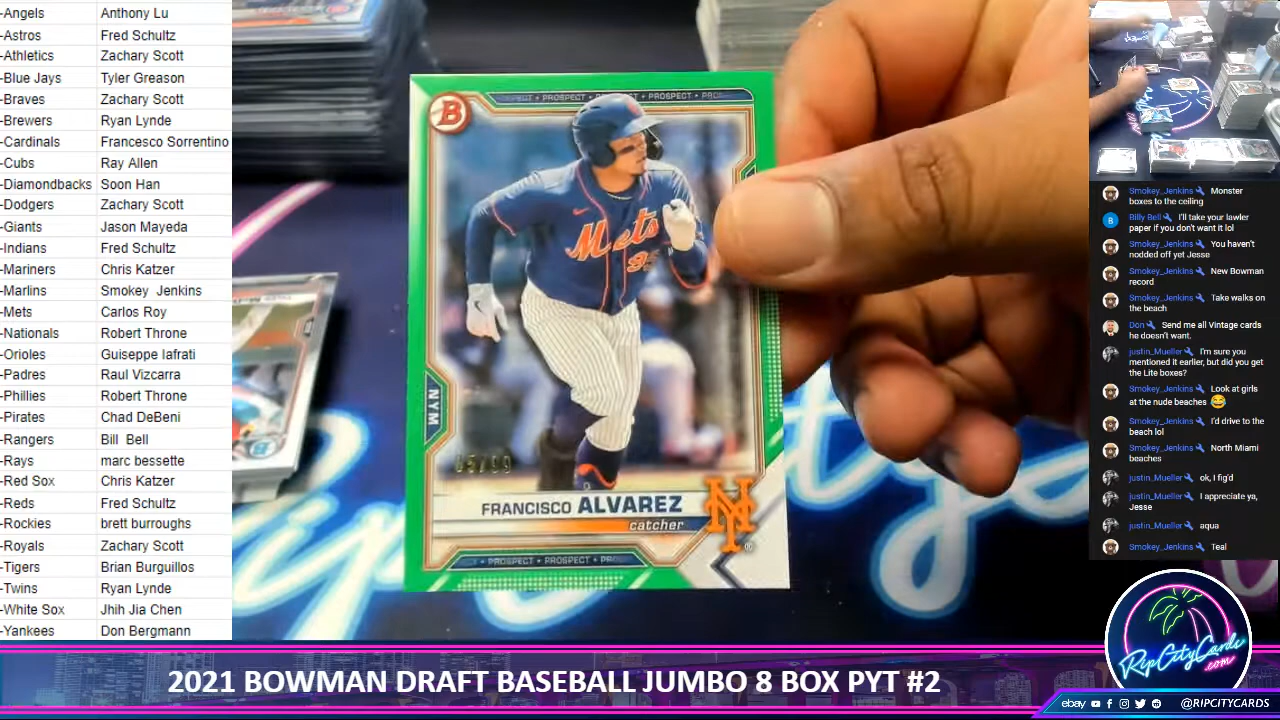 -Angels Anthony Lu
-Astros Fred Schultz
-Athletics Zachary Scott
-Blue Jays Tyler Greason
-Braves Zachary Scott
-Brewers Ryan Lynde
-Cardinals Francesco Sorrentino
-Cubs Ray Allen
-Diamondbacks Soon Han
-Dodgers Zachary Scott
-Giants Jason Mayeda
-Indians Fred Schultz
-Mariners Chris Katzer
-Marlins Smokey Jenkins
-Mets Carlos Roy
-Nationals Robert Throne
-Orioles Guiseppe Iafrati
-Padres Raul Vizcarra
-Phillies Robert Throne
-Pirates Chad DeBeni
-Rangers Bill Bell
-Rays marc bessette
-Red Sox Chris Katzer
-Reds Fred Schultz
-Rockies brett burroughs
-Royals Zachary Scott
-Tigers Brian Burguillos
-Twins Ryan Lynde
-White Sox Jhih Jia Chen
-Yankees Don Bergmann
B
• PROSPECT • PROSPECT •
Mets
NYM
FRANCISCO ALVAREZ
catcher
NY
• PROSPECT • PROSPECT •
Smokey_Jenkins Monster
boxes to the ceiling
Billy Bell I'll take your lawler
paper if you don't want it lol
Smokey_Jenkins You haven't
nodded off yet Jesse
Smokey_Jenkins New Bowman
record
Smokey_Jenkins Take walks on
the beach
Don Send me all Vintage cards
he doesn't want.
justin_Mueller I'm sure you
mentioned it earlier, but did you get
the Lite boxes?
Smokey_Jenkins Look at girls
at the nude beaches 😂
Smokey_Jenkins I'd drive to the
beach lol
Smokey_Jenkins North Miami
beaches
justin_Mueller ok, I fig'd
justin_Mueller I appreciate ya,
Jesse
justin_Mueller aqua
Smokey_Jenkins Teal
RipCityCards
.com
2021 BOWMAN DRAFT BASEBALL JUMBO 8 BOX PYT #2
ebay @RIPCITYCARDS